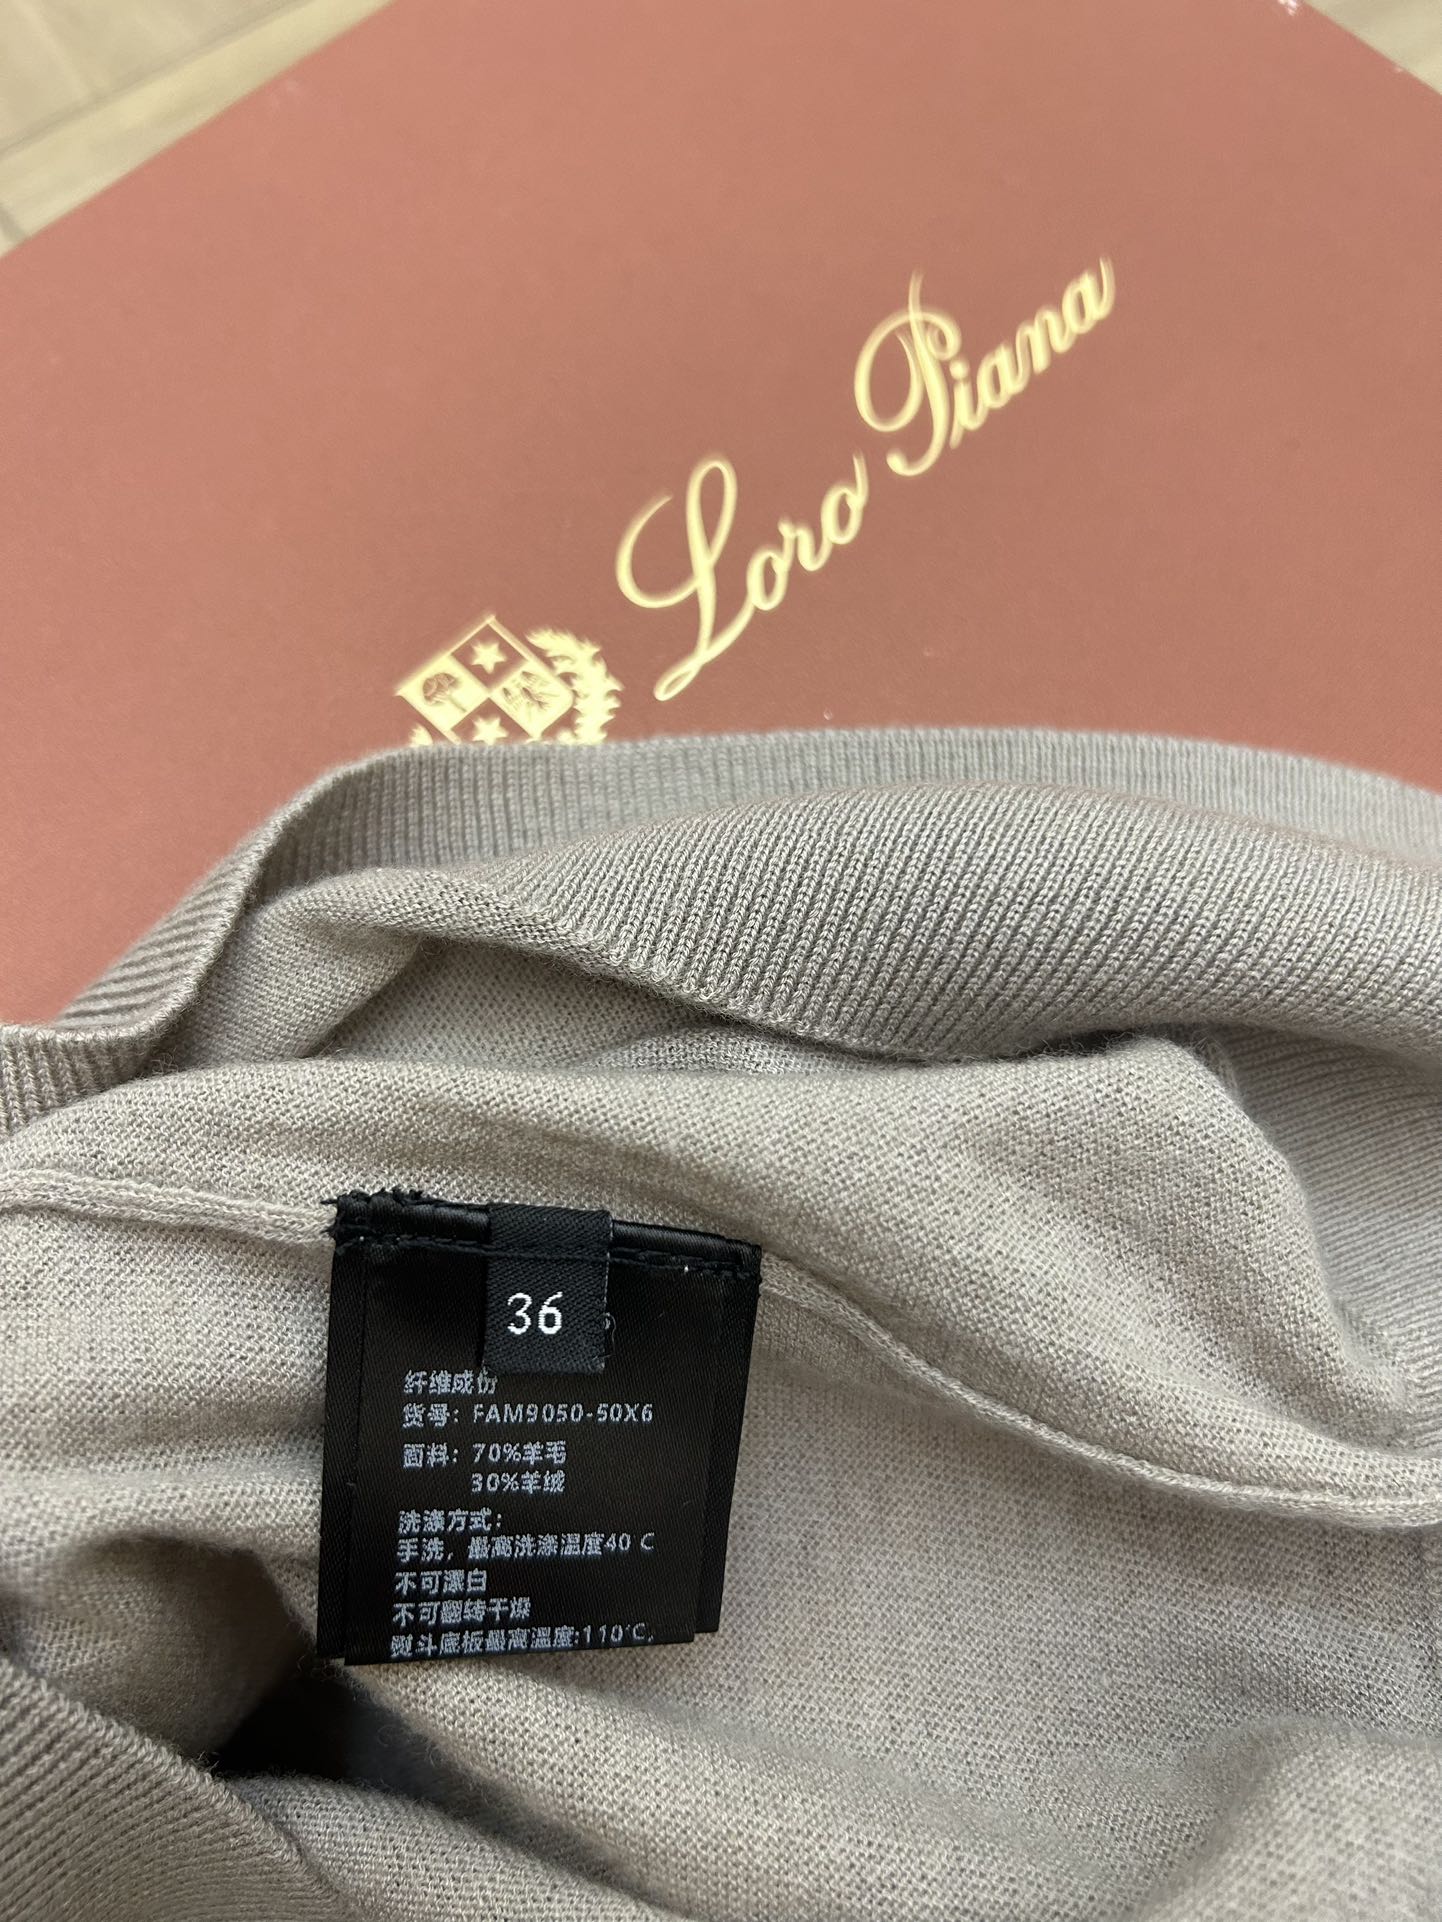 Loro Piana
36
纤维成份
货号: FAM9050-50X6
面料: 70%羊毛
30%羊绒
洗涤方式:
手洗, 最高洗涤温度40 C
不可漂白
不可翻转干燥
熨斗底板最高温度:110°C.